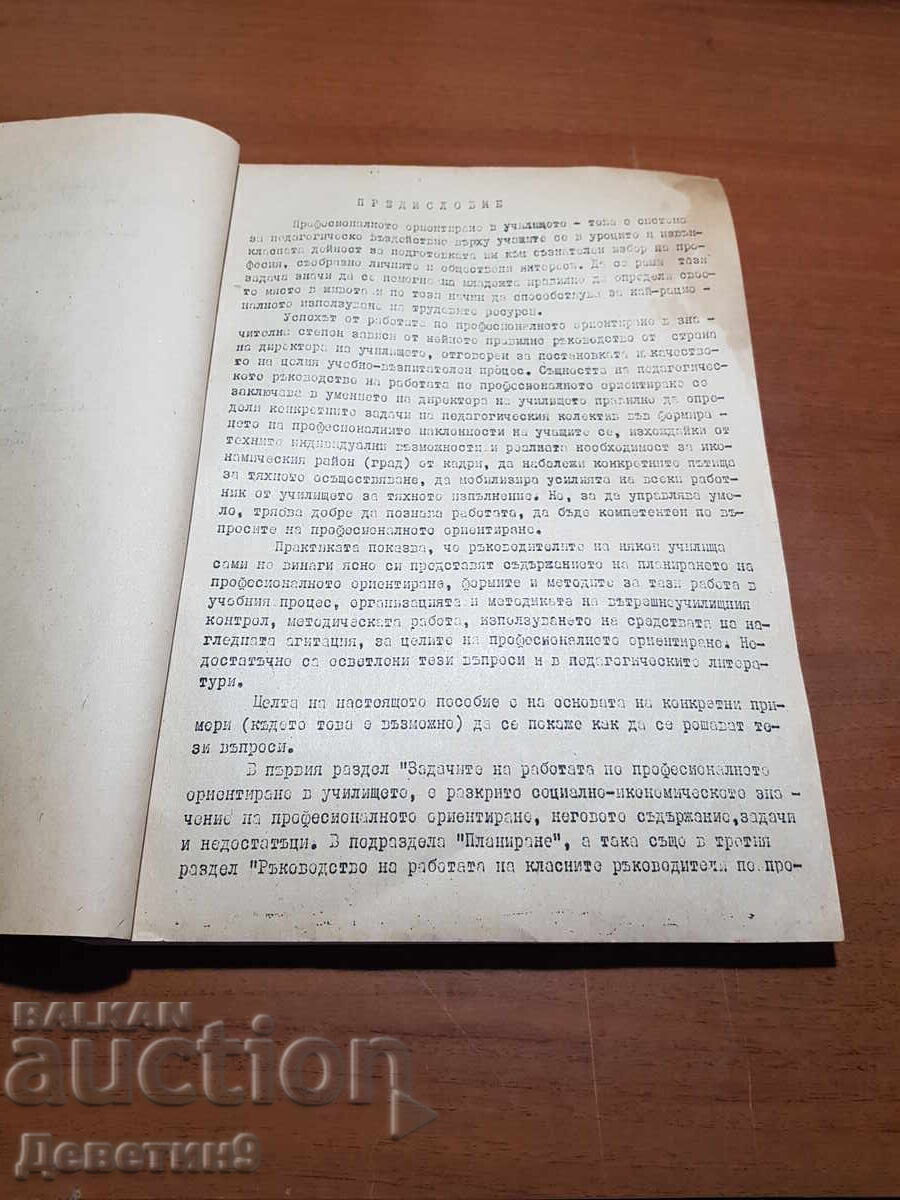 ПРЕДИСЛОВИЕ
Професионалното ориентиране в училището - това е система
за педагогическо въздействие върху учащите се в уроците и извън-
класната дейност за подготовката им към съзнателен избор на про-
фесия, съобразно личните и обществени интереси. Да се реши тази
задача значи да се помогне на младежта правилно да определи свое-
то място в живота и по този начин да способствува за най-рацио-
налното използуване на трудовите ресурси.
Успехът от работата по професионалното ориентиране в зна-
чителна степен зависи от нейното правилно ръководство от страна
на директора на училището, отговорен за постановката и качество-
то на целия учебно-възпитателен процес. Същността на педагогичес-
кото ръководство на работата по професионалното ориентиране се
заключава в умението на директора на училището правилно да опре-
дели конкретните задачи на педагогическия колектив във формира-
нето на професионалните наклонности на учащите се, изхождайки от
техните индивидуални възможности и реалната необходимост за ико-
номическия район (град) от кадри, да набележи конкретните пътища
за тяхното осъществяване, да мобилизира усилията на всеки работ-
ник от училището за тяхното изпълнение. Но, за да управлява уме-
ло, трябва добре да познава работата, да бъде компетентен по въ-
просите на професионалното ориентиране.
Практиката показва, че ръководителите на някои училища
сами не винаги ясно си представят съдържанието на планирането на
професионалното ориентиране, формите и методите за тази работа в
учебния процес, организацията и методиката на вътрешноучилищния
контрол, методическата работа, използуването на средствата на на-
гледната агитация, за целите на професионалното ориентиране. Не-
достатъчно са осветлени тези въпроси и в педагогическите литера-
тури.
Целта на настоящото пособие е на основата на конкретни при-
мери (където това е възможно) да се покаже как да се решават те-
зи въпроси.
В първия раздел "Задачите на работата по професионалното
ориентиране в училището, е разкрито социално-икономическото зна -
чение на професионалното ориентиране, неговото съдържание, задачи
и недостатъци. В подраздела "Планиране", а така също в третия
раздел "Ръководство на работата на класните ръководители по про-
BALKAN
auction
Деветин9